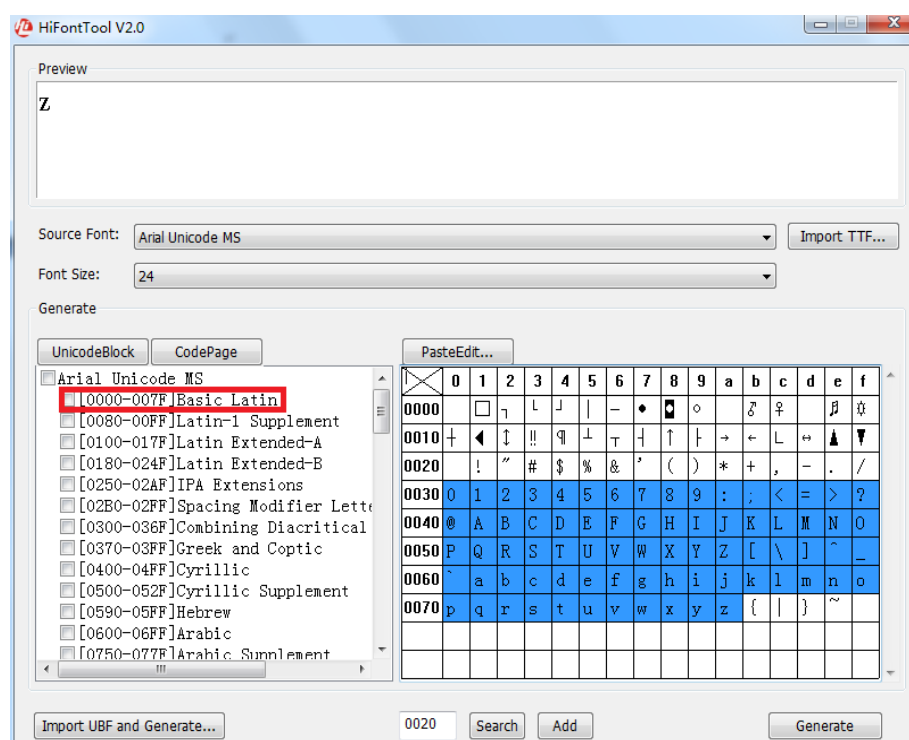 HiFontTool V2.0
Preview
Z
Source Font: Arial Unicode MS Import TTF...
Font Size: 24
Generate
UnicodeBlock CodePage PasteEdit...
Arial Unicode MS
[0000-007F]Basic Latin
[0080-00FF]Latin-1 Supplement
[0100-017F]Latin Extended-A
[0180-024F]Latin Extended-B
[0250-02AF]IPA Extensions
[02B0-02FF]Spacing Modifier Lette
[0300-036F]Combining Diacritical
[0370-03FF]Greek and Coptic
[0400-04FF]Cyrillic
[0500-052F]Cyrillic Supplement
[0590-05FF]Hebrew
[0600-06FF]Arabic
[0750-077F]Arabic Supplement
0 1 2 3 4 5 6 7 8 9 a b c d e f
0000 □ ┐ └ ┘ │ − • ◘ ○ ♂ ♀ ♬ ☼
0010 ┼ ◄ ↕ ‼ ¶ ┴ ┬ ┤ ↑ ├ → ← ∟ ↔ ▲ ▼
0020 ! " # $ % & ' ( ) * + , - . /
0030 0 1 2 3 4 5 6 7 8 9 : ; < = > ?
0040 @ A B C D E F G H I J K L M N O
0050 P Q R S T U V W X Y Z [ \ ] ^ _
0060 ` a b c d e f g h i j k l m n o
0070 p q r s t u v w x y z { | } ~
Import UBF and Generate... 0020 Search Add Generate